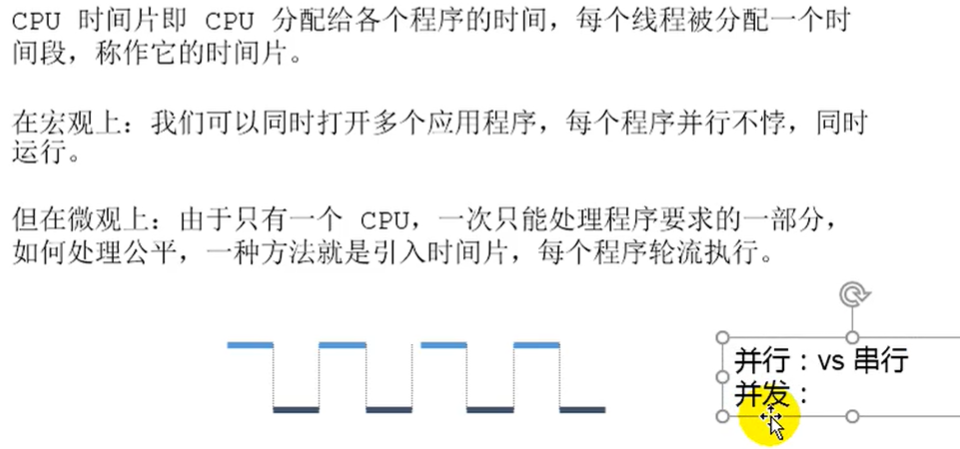 CPU 时间片即 CPU 分配给各个程序的时间，每个线程被分配一个时
间段，称作它的时间片。
在宏观上：我们可以同时打开多个应用程序，每个程序并行不悖，同时
运行。
但在微观上：由于只有一个 CPU，一次只能处理程序要求的一部分，
如何处理公平，一种方法就是引入时间片，每个程序轮流执行。
并行：vs 串行
并发：